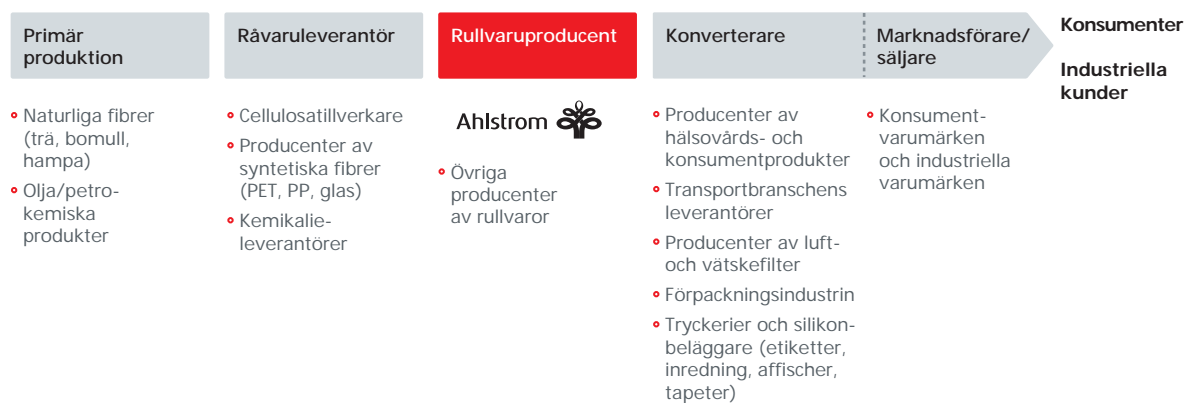 Primär
produktion
Naturliga fibrer
(trä, bomull,
hampa)
Olja/petro-
kemiska
produkter
Råvaruleverantör
Cellulosatillverkare
Producenter av
syntetiska fibrer
(PET, PP, glas)
Kemikalie-
leverantörer
Rullvaruproducent
Ahlstrom
Övriga
producenter
av rullvaror
Konverterare
Producenter av
hälsovårds- och
konsumentprodukter
Transportbranschens
leverantörer
Producenter av luft-
och vätskefilter
Förpackningsindustrin
Tryckerier och silikon-
beläggare (etiketter,
inredning, affischer,
tapeter)
Marknadsförare/
säljare
Konsument-
varumärken
och industriella
varumärken
Konsumenter
Industriella
kunder